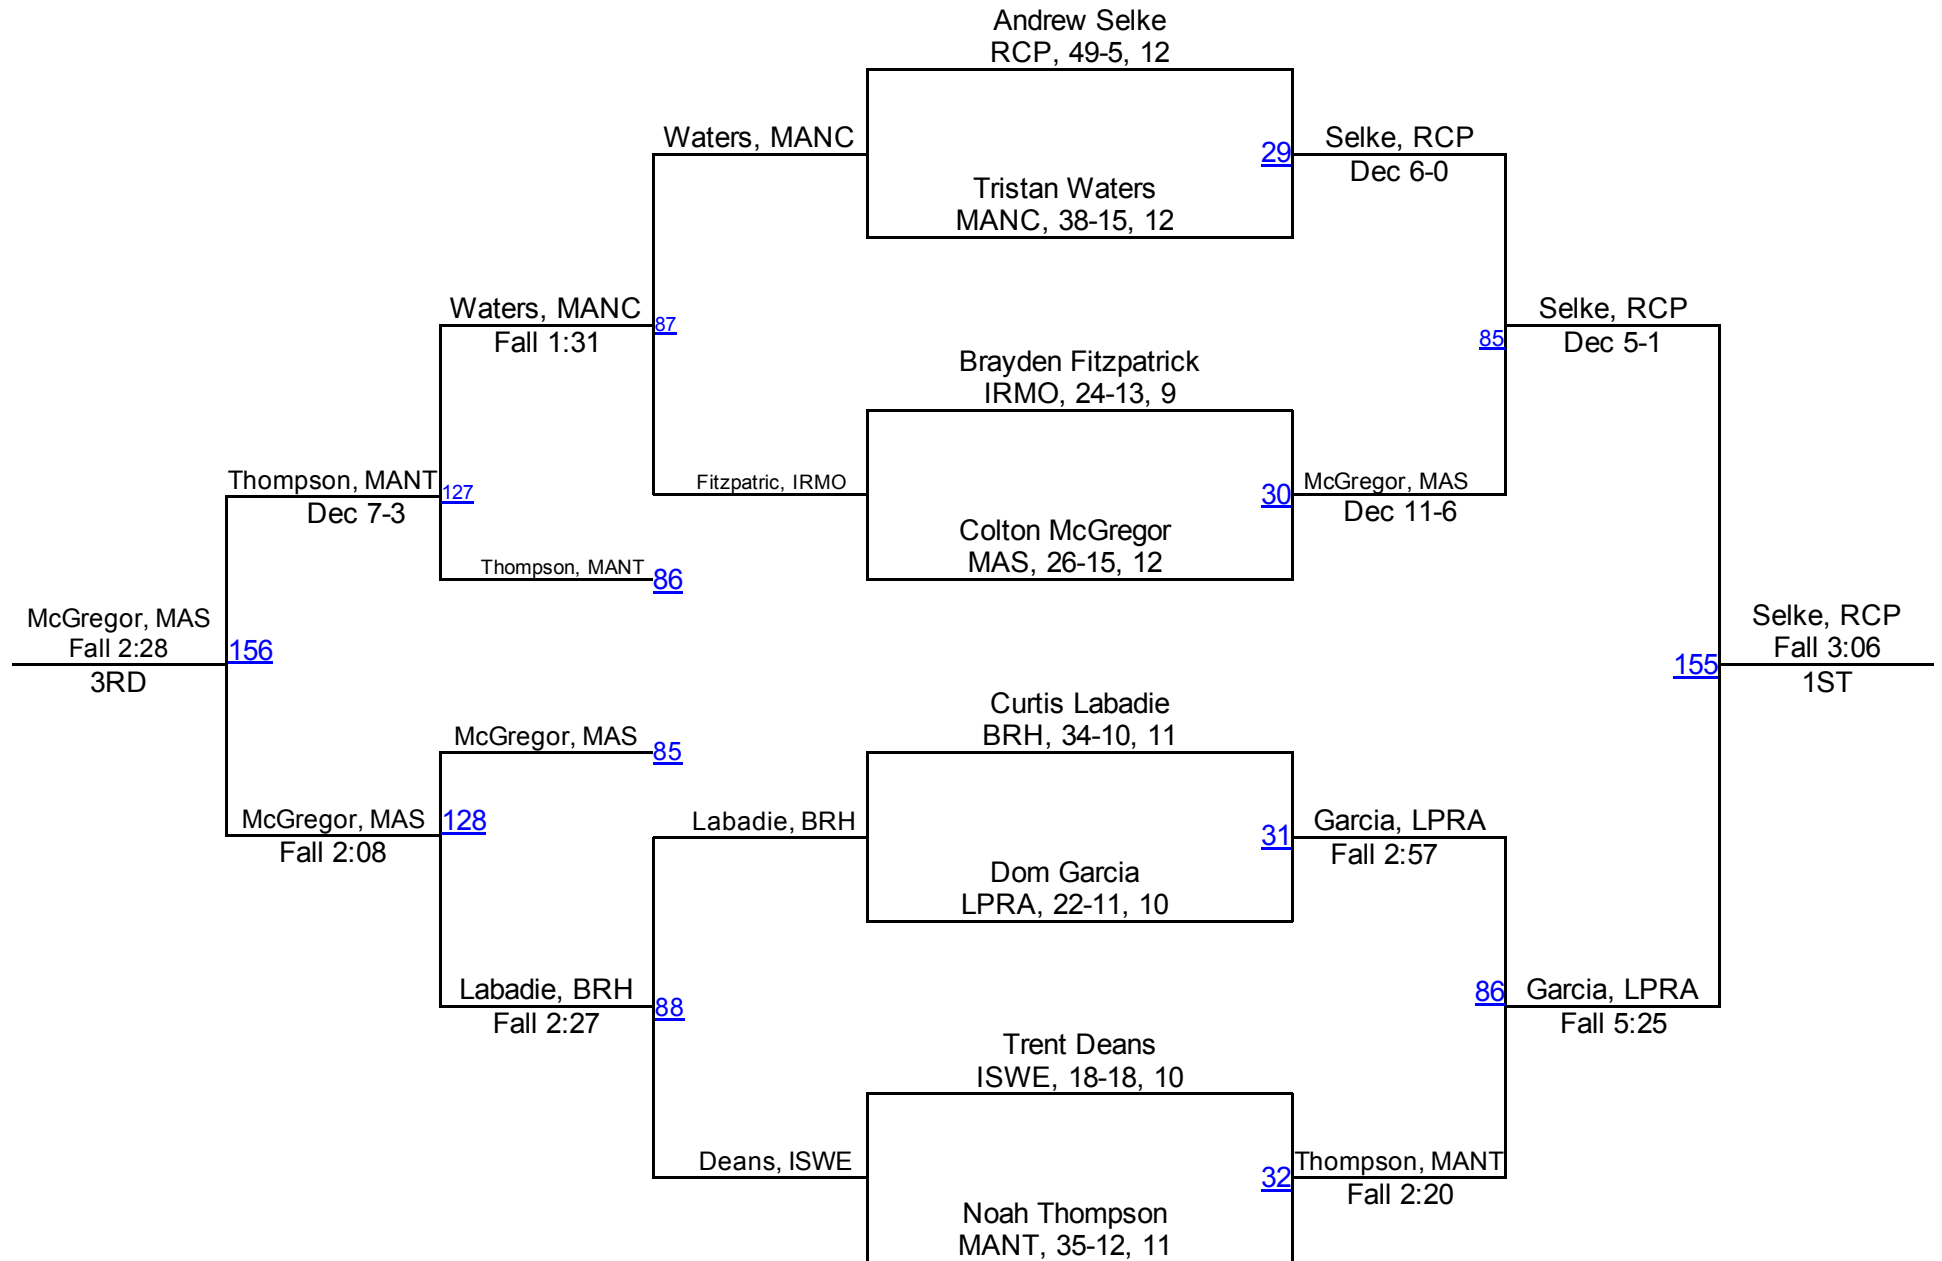 Andrew Selke
RCP, 49-5, 12
Waters, MANC
29
Selke, RCP
Dec 6-0
Tristan Waters
MANC, 38-15, 12
Waters, MANC
Fall 1:31
87
Selke, RCP
Dec 5-1
85
Brayden Fitzpatrick
IRMO, 24-13, 9
Thompson, MANT
Dec 7-3
127
Fitzpatric, IRMO
30
McGregor, MAS
Dec 11-6
Colton McGregor
MAS, 26-15, 12
Thompson, MANT
86
McGregor, MAS
Fall 2:28
3RD
156
155
Selke, RCP
Fall 3:06
1ST
Curtis Labadie
BRH, 34-10, 11
McGregor, MAS
85
McGregor, MAS
Fall 2:08
128
Labadie, BRH
31
Garcia, LPRA
Fall 2:57
Dom Garcia
LPRA, 22-11, 10
Labadie, BRH
Fall 2:27
88
86
Garcia, LPRA
Fall 5:25
Trent Deans
ISWE, 18-18, 10
Deans, ISWE
32
Thompson, MANT
Fall 2:20
Noah Thompson
MANT, 35-12, 11